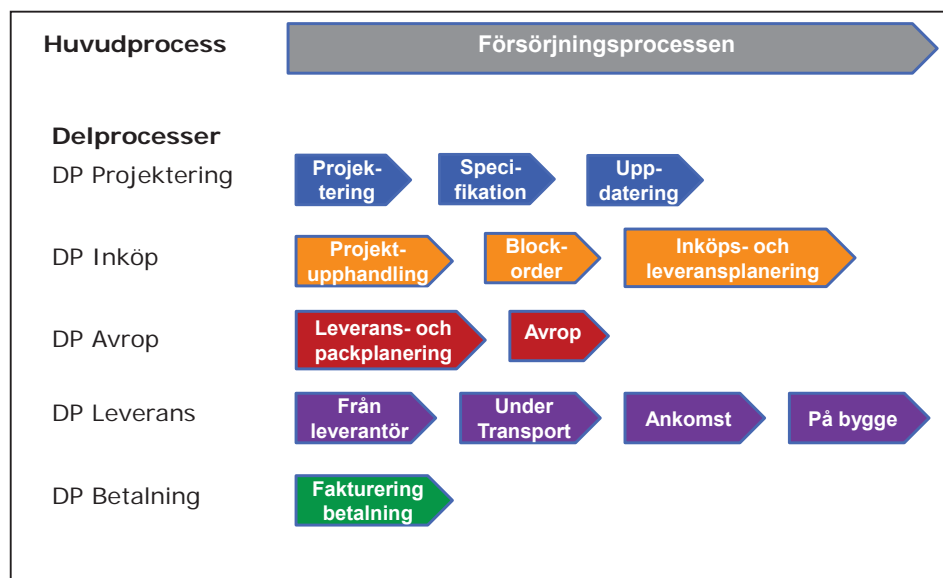 Huvudprocess
Försörjningsprocessen
Delprocesser
DP Projektering
Projek-
tering
Speci-
fikation
Upp-
datering
DP Inköp
Projekt-
upphandling
Block-
order
Inköps- och
leveransplanering
DP Avrop
Leverans- och
packplanering
Avrop
DP Leverans
Från
leverantör
Under
Transport
Ankomst
På bygge
DP Betalning
Fakturering
betalning